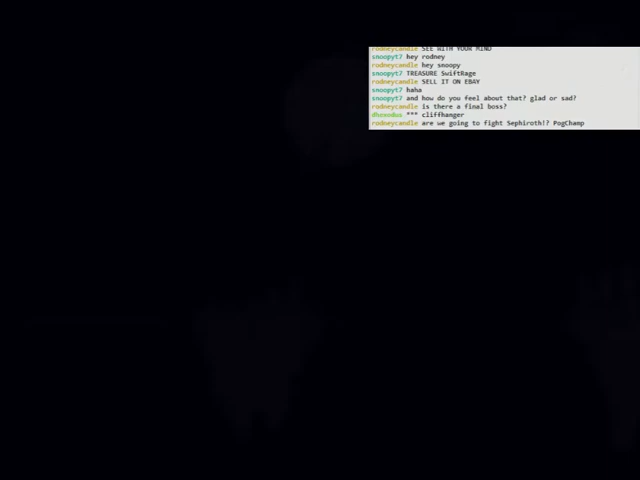 rodneycandle SEE WITH YOUR MIND
snoopyt7 hey rodney
rodneycandle hey snoopy
snoopyt7 TREASURE SwiftRage
rodneycandle SELL IT ON EBAY
snoopyt7 haha
snoopyt7 and how do you feel about that? glad or sad?
rodneycandle is there a final boss?
*** cliffhanger
rodneycandle are we going to fight Sephiroth!? PogChamp